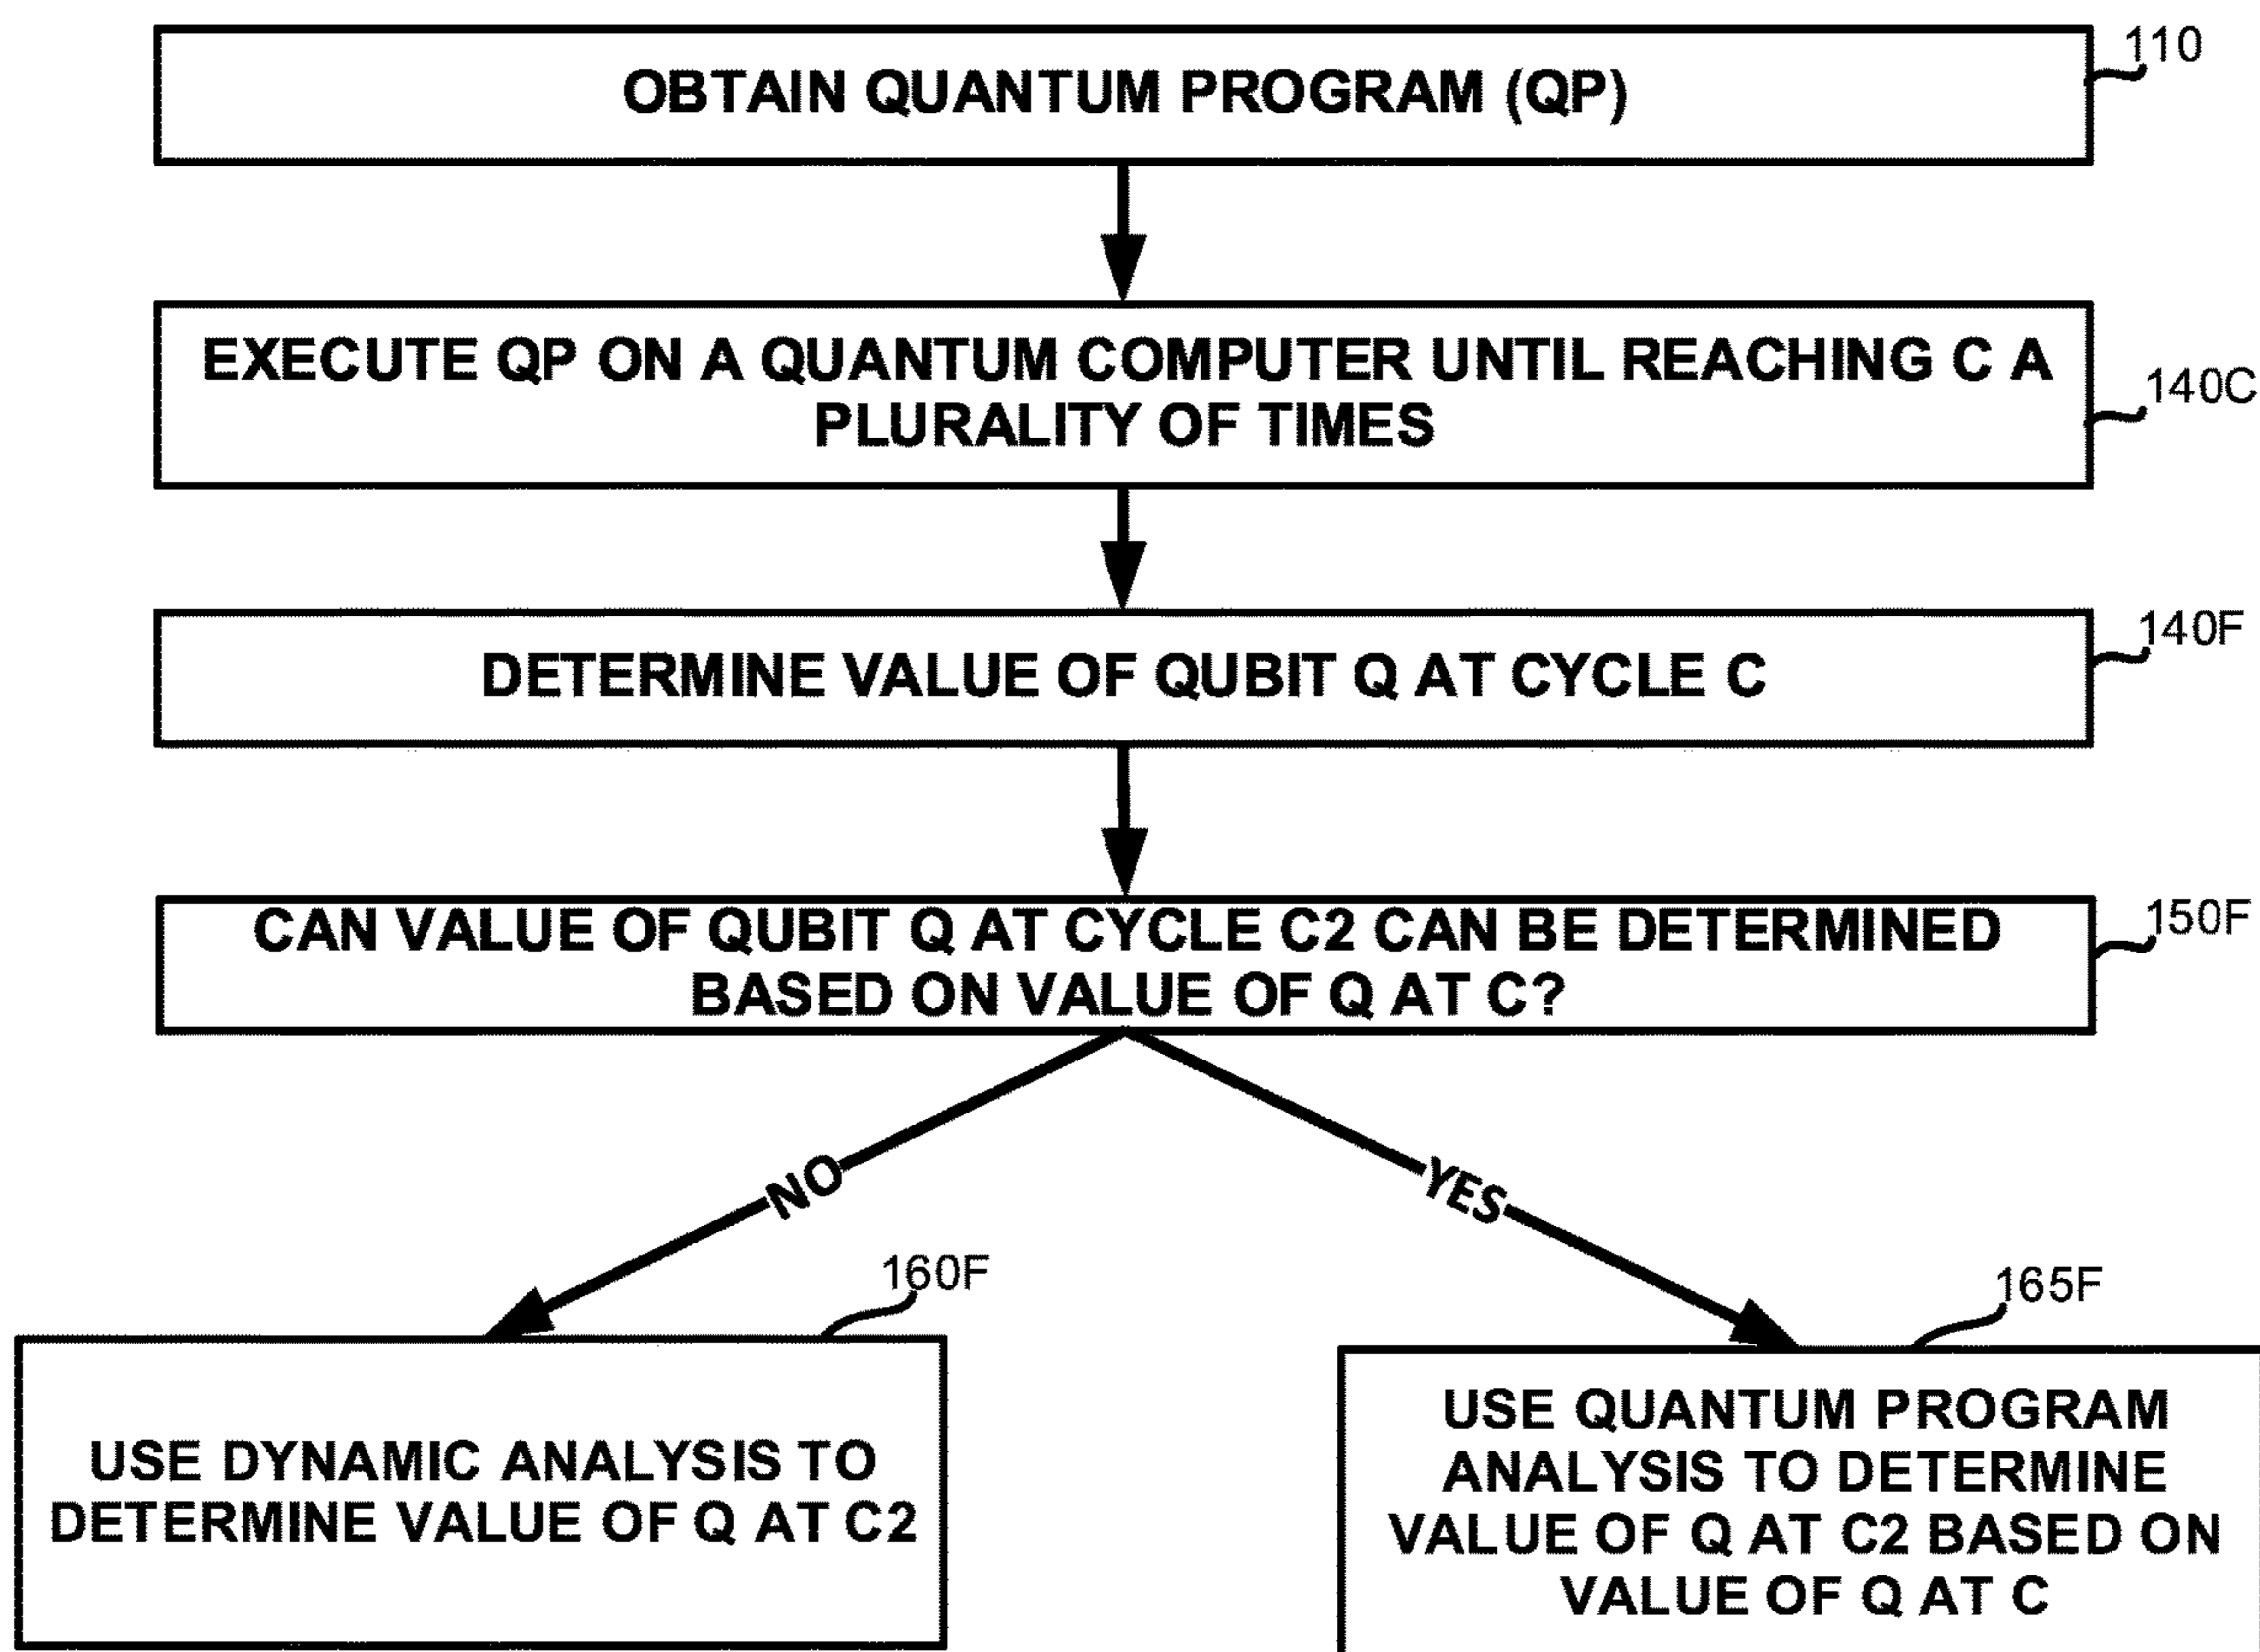 110
OBTAIN QUANTUM PROGRAM (QP)
EXECUTE QP ON A QUANTUM COMPUTER UNTIL REACHING C A
PLURALITY OF TIMES
140C
140F
DETERMINE VALUE OF QUBIT Q AT CYCLE C
150F
CAN VALUE OF QUBIT Q AT CYCLE C2 CAN BE DETERMINED
BASED ON VALUE OF Q AT C?
NO
YES
160F
USE DYNAMIC ANALYSIS TO
DETERMINE VALUE OF Q AT C2
165F
USE QUANTUM PROGRAM
ANALYSIS TO DETERMINE
VALUE OF Q AT C2 BASED ON
VALUE OF Q AT C